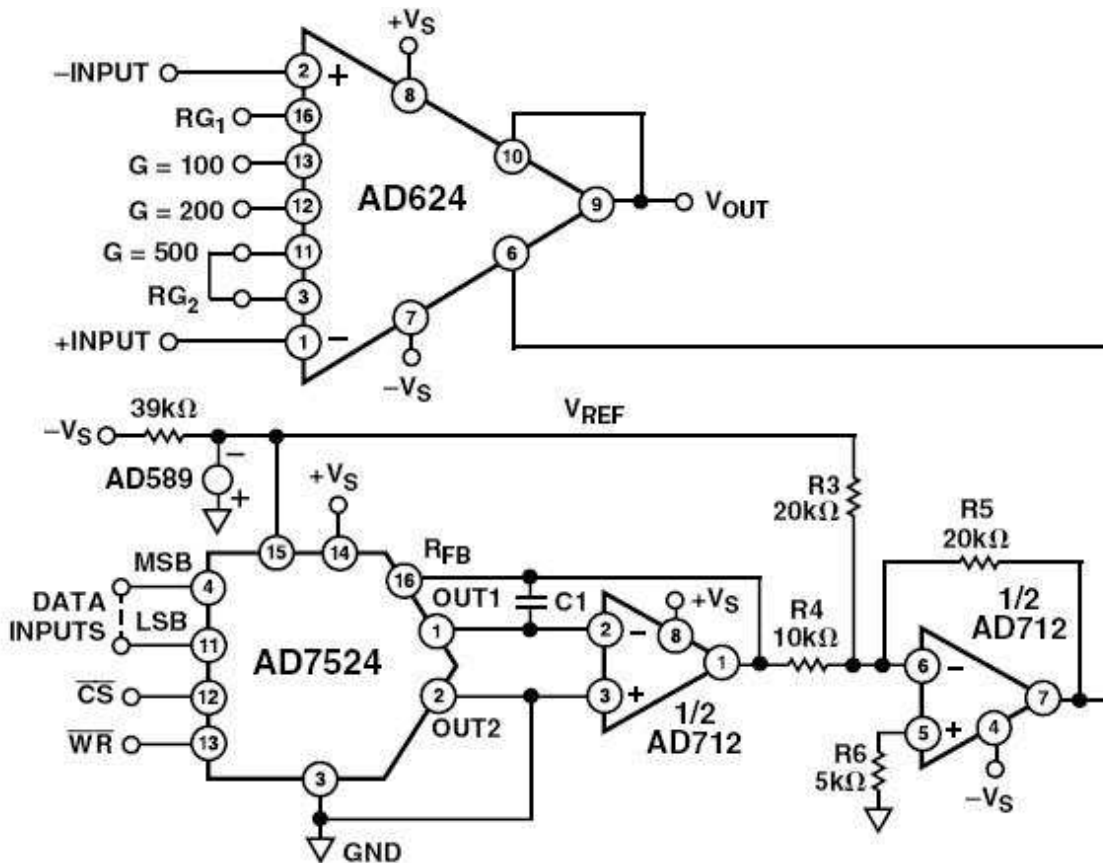 +VS
−INPUT
2
+
8
RG1
16
10
G = 100
13
AD624
G = 200
12
9
VOUT
G = 500
11
6
RG2
3
7
+INPUT
1
−
−VS
39kΩ
VREF
−VS
−
AD589
+
+VS
R3
20kΩ
R5
20kΩ
15
14
RFB
MSB
4
16
OUT1
C1
+VS
1/2
AD712
DATA
INPUTS
LSB
11
1
2
−
8
R4
10kΩ
AD7524
1
6
−
CS
12
2
3
+
7
OUT2
1/2
AD712
5
+
4
WR
13
R6
5kΩ
−VS
3
GND